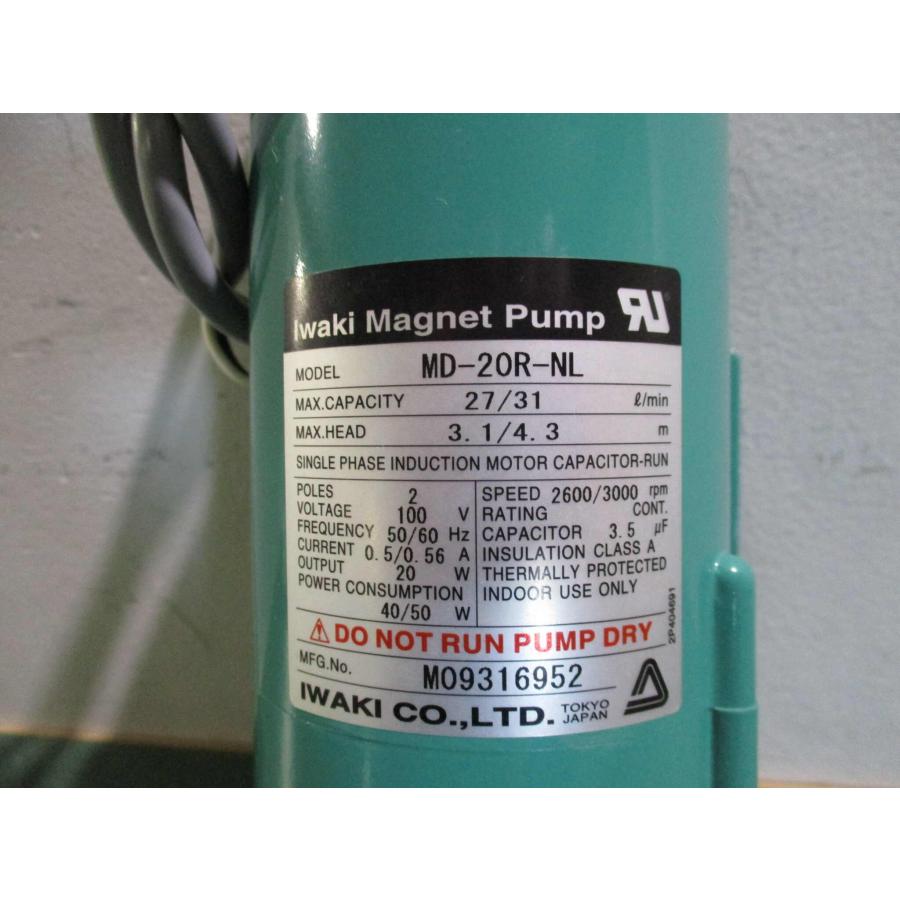 Iwaki Magnet Pump
MODEL MD-20R-NL
MAX.CAPACITY 27/31 ℓ/min
MAX.HEAD 3.1/4.3 m
SINGLE PHASE INDUCTION MOTOR CAPACITOR-RUN
POLES 2
VOLTAGE 100 V
FREQUENCY 50/60 Hz
CURRENT 0.5/0.56 A
OUTPUT 20 W
POWER CONSUMPTION
40/50 W
SPEED 2600/3000 rpm
RATING CONT.
CAPACITOR 3.5 µF
INSULATION CLASS A
THERMALLY PROTECTED
INDOOR USE ONLY
2P404691
DO NOT RUN PUMP DRY
MFG.No. M09316952
IWAKI CO.,LTD. TOKYO
JAPAN